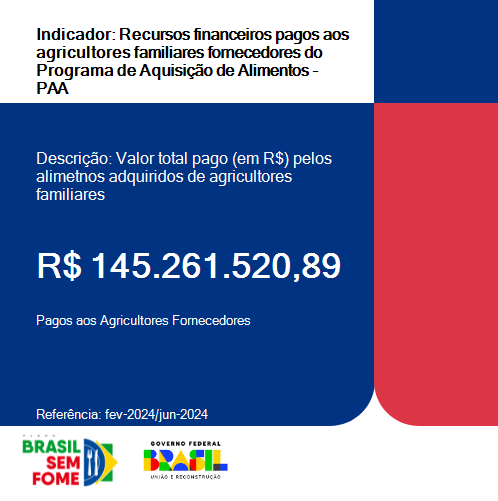 Indicador: Recursos financeiros pagos aos
agricultores familiares fornecedores do
Programa de Aquisição de Alimentos -
PAA
Descrição: Valor total pago (em R$) pelos
alimetnos adquiridos de agricultores
familiares
R$ 145.261.520,89
Pagos aos Agricultores Fornecedores
Referência: fev-2024/jun-2024
PLANO
BRASIL
SEM
FOME
GOVERNO FEDERAL
BRASIL
UNIÃO E RECONSTRUÇÃO